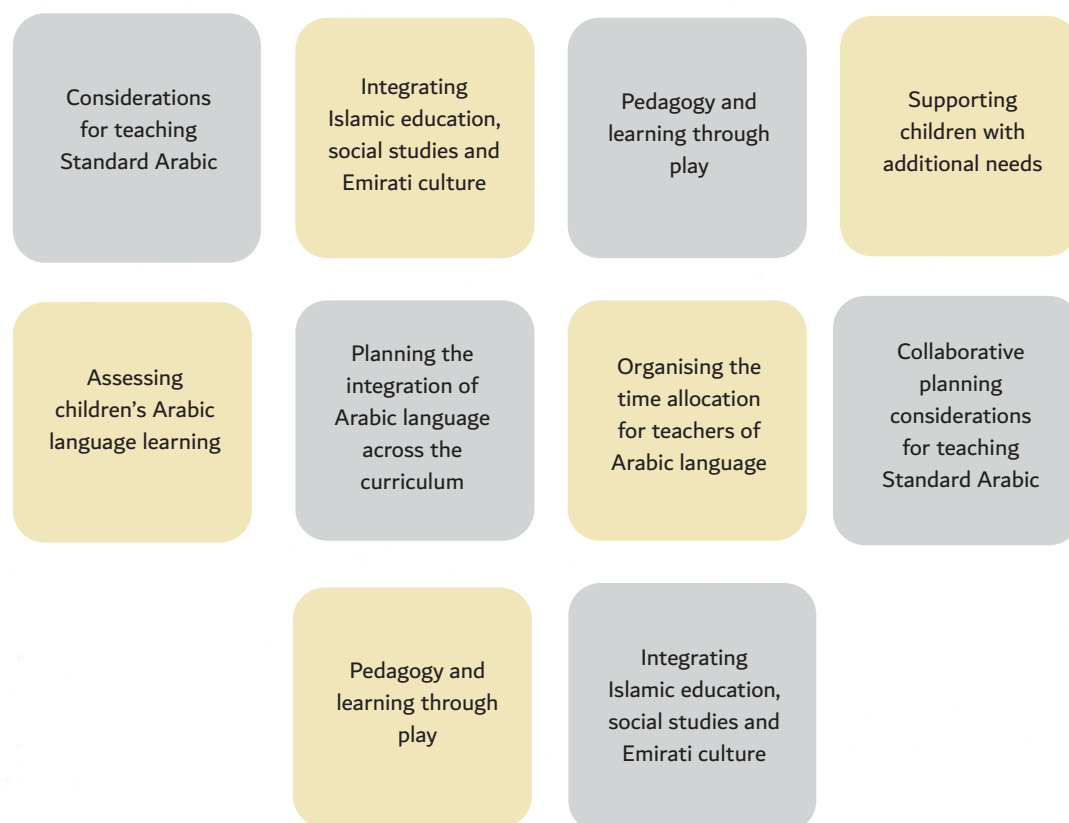 Considerations
for teaching
Standard Arabic
Integrating
Islamic education,
social studies and
Emirati culture
Pedagogy and
learning through
play
Supporting
children with
additional needs
Assessing
children’s Arabic
language learning
Planning the
integration of
Arabic language
across the
curriculum
Organising the
time allocation
for teachers of
Arabic language
Collaborative
planning
considerations
for teaching
Standard Arabic
Pedagogy and
learning through
play
Integrating
Islamic education,
social studies and
Emirati culture